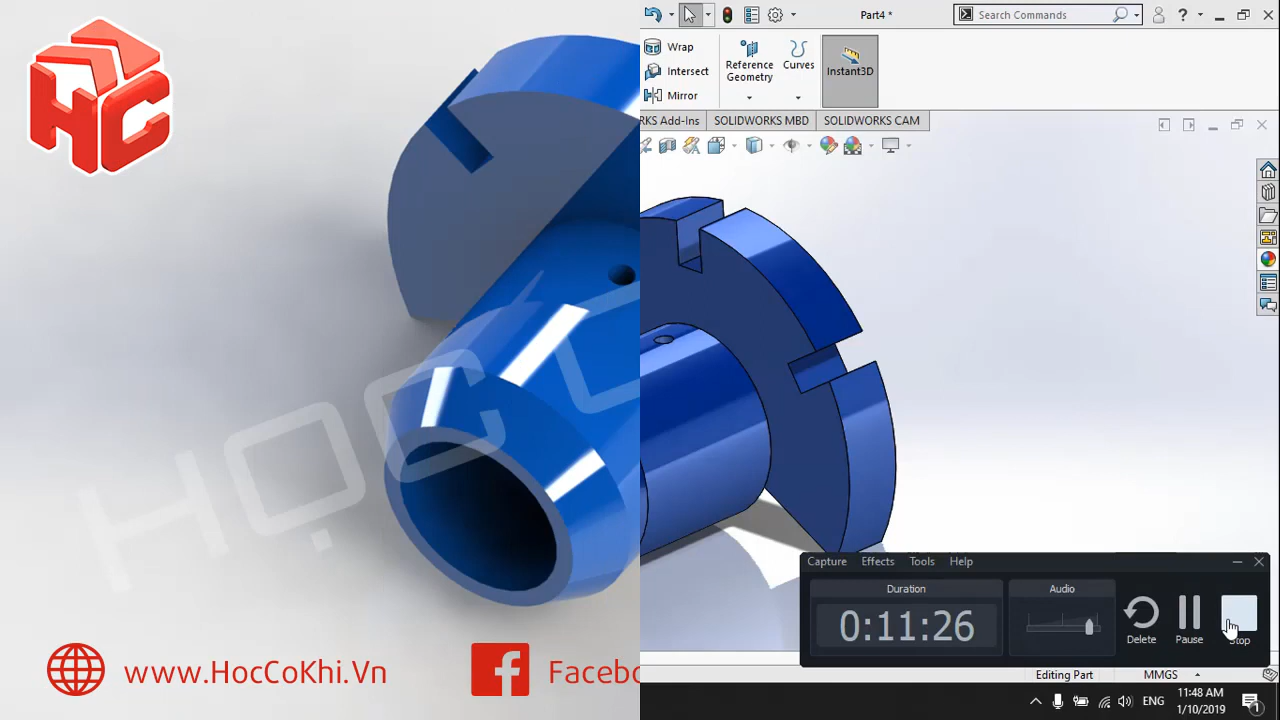 HC
HỌC C
www.HocCoKhi.Vn
Facebo
Part4 *
Search Commands
?
Wrap
Intersect
Mirror
Reference
Geometry
Curves
Instant3D
RKS Add-Ins
SOLIDWORKS MBD
SOLIDWORKS CAM
Capture Effects Tools Help
Duration
0:11:26
Audio
Delete
Pause
Stop
Editing Part
MMGS
ENG
11:48 AM
1/10/2019
1